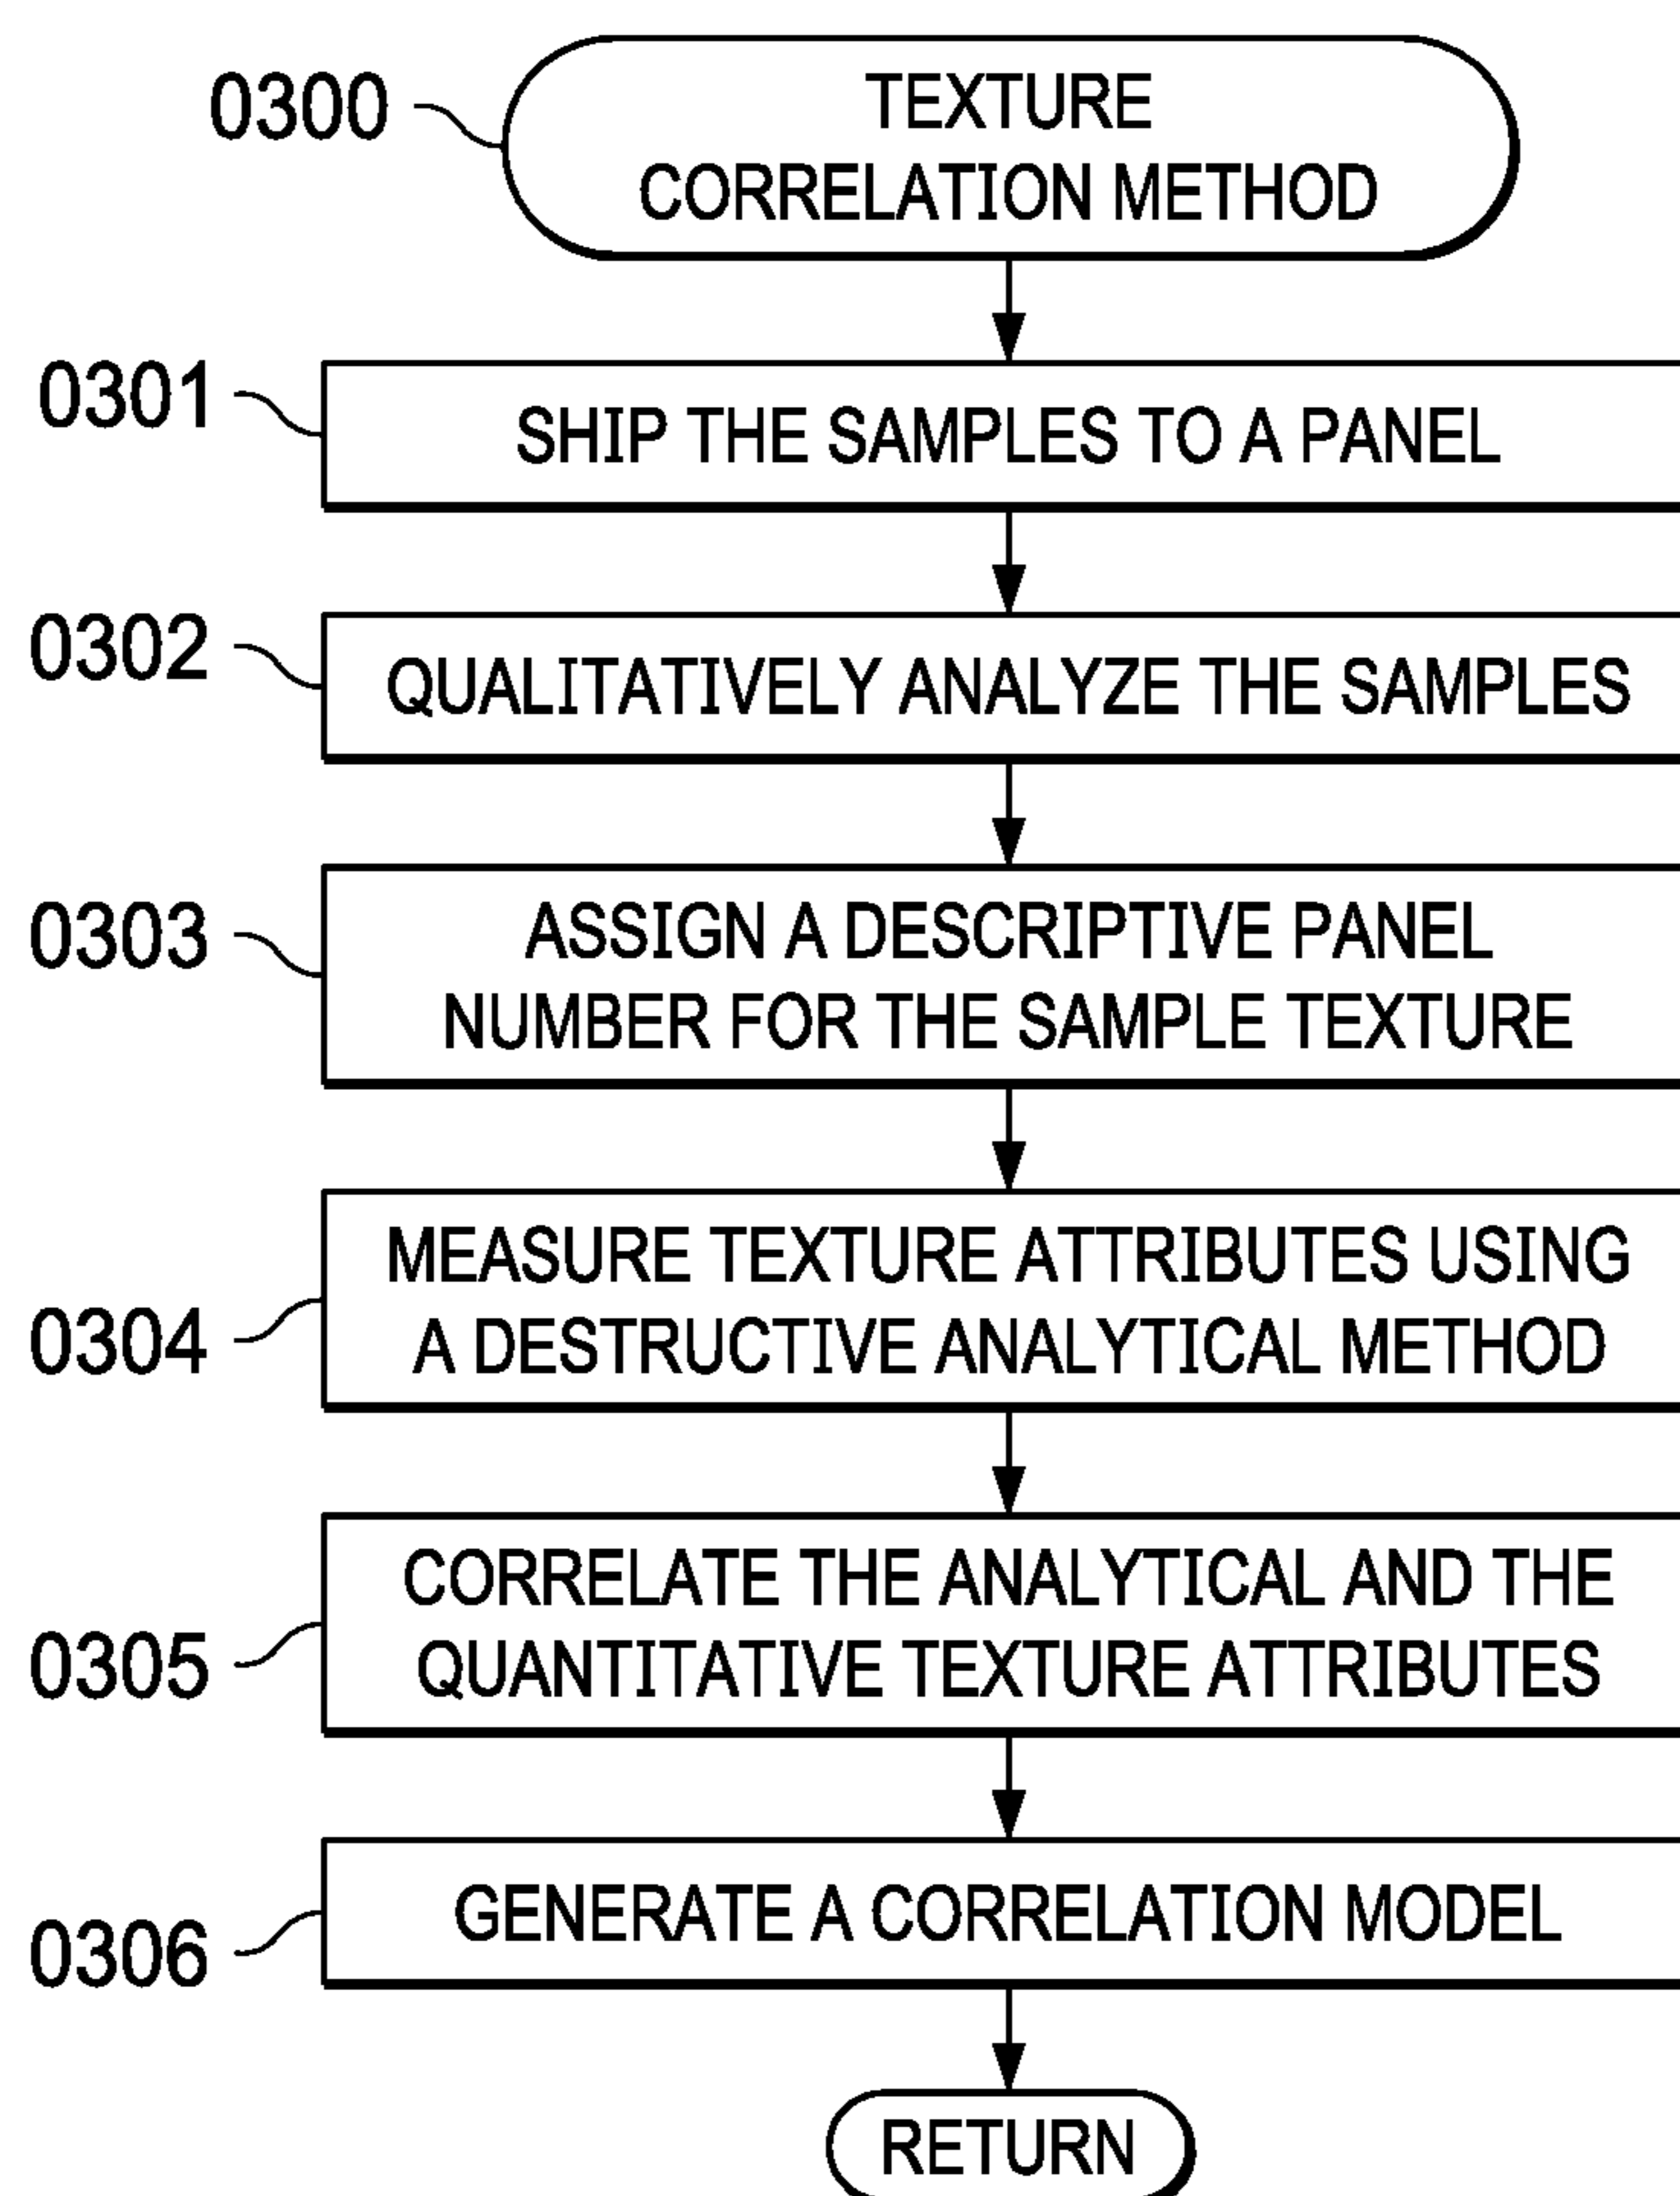 0300
TEXTURE
CORRELATION METHOD
0301
SHIP THE SAMPLES TO A PANEL
0302
QUALITATIVELY ANALYZE THE SAMPLES
0303
ASSIGN A DESCRIPTIVE PANEL
NUMBER FOR THE SAMPLE TEXTURE
0304
MEASURE TEXTURE ATTRIBUTES USING
A DESTRUCTIVE ANALYTICAL METHOD
0305
CORRELATE THE ANALYTICAL AND THE
QUANTITATIVE TEXTURE ATTRIBUTES
0306
GENERATE A CORRELATION MODEL
RETURN